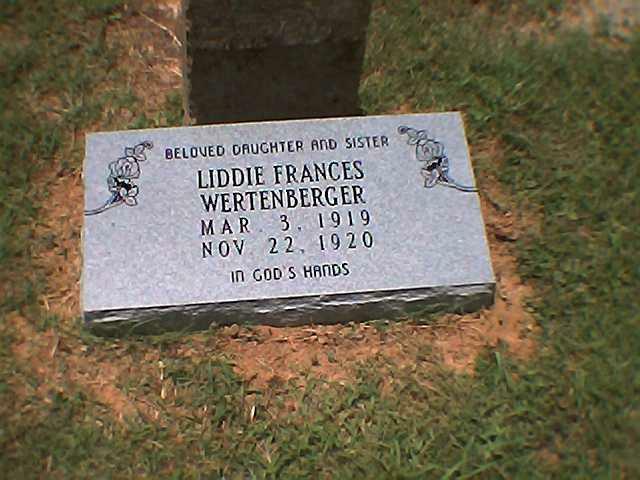 BELOVED DAUGHTER AND SISTER
LIDDIE FRANCES
WERTENBERGER
MAR. 3, 1919
NOV. 22, 1920
IN GOD'S HANDS